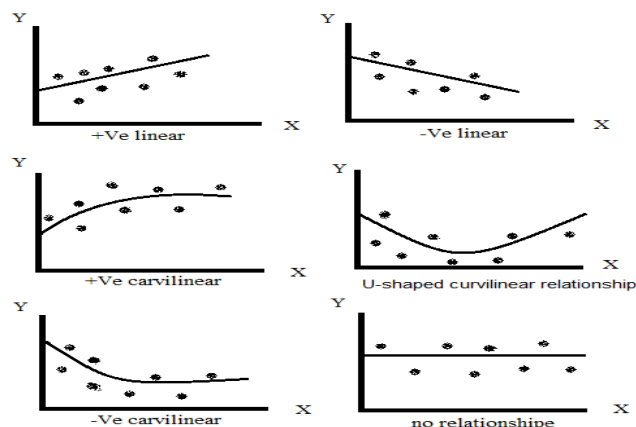 Y
X
+Ve linear
Y
X
-Ve linear
Y
X
+Ve carvilinear
Y
X
U-shaped curvilinear relationship
Y
X
-Ve carvilinear
Y
X
no relationshipe